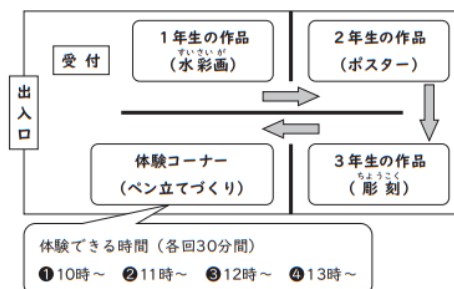 1年生の作品
すいさいが
（水彩画）
2年生の作品
（ポスター）
受付
出入口
体験コーナー
（ペン立てづくり）
3年生の作品
ちょうこく
（彫刻）
体験できる時間（各回30分間）
❶10時～ ❷11時～ ❸12時～ ❹13時～